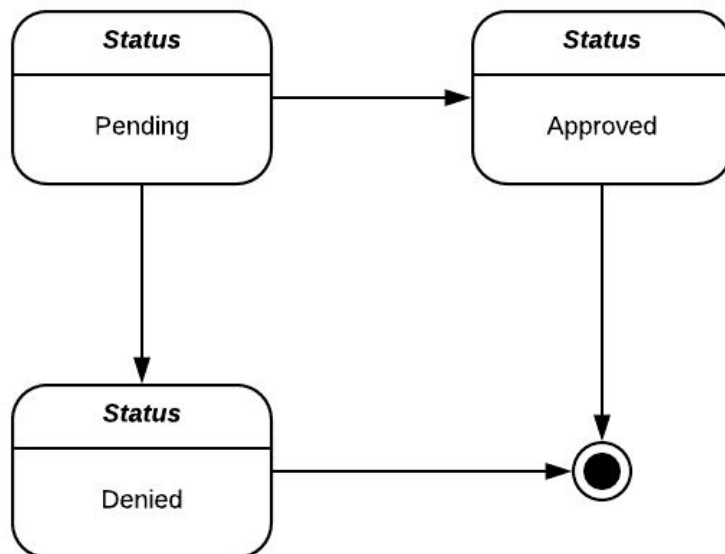 Status
Pending
Status
Approved
Status
Denied